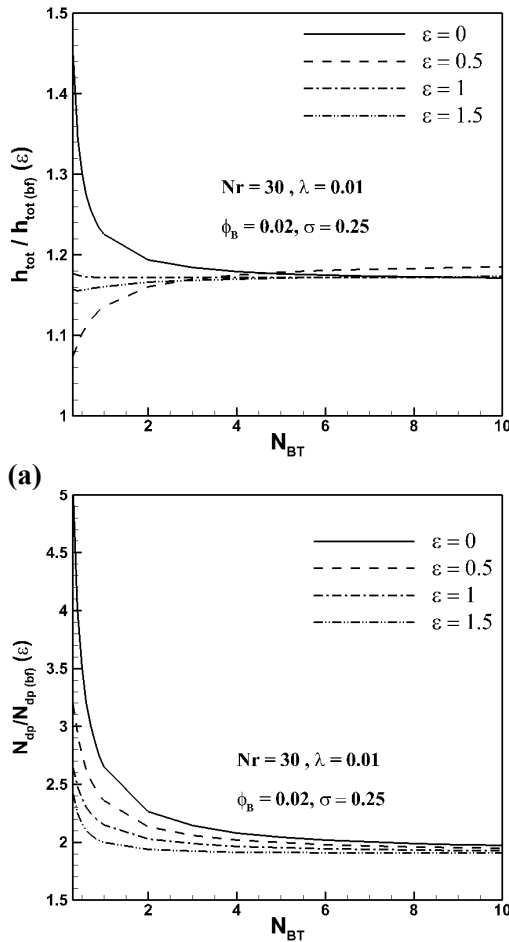 1.5
ε = 0
ε = 0.5
ε = 1
ε = 1.5
1.4
1.3
1.2
1.1
1
h_tot / h_tot (bf) (ε)
Nr = 30 , λ = 0.01
ϕ_B = 0.02, σ = 0.25
2 4 6 8 10
N_BT
(a)
5
ε = 0
ε = 0.5
ε = 1
ε = 1.5
4.5
4
3.5
3
2.5
2
1.5
N_dp/N_dp (bf) (ε)
Nr = 30 , λ = 0.01
ϕ_B = 0.02, σ = 0.25
2 4 6 8 10
N_BT